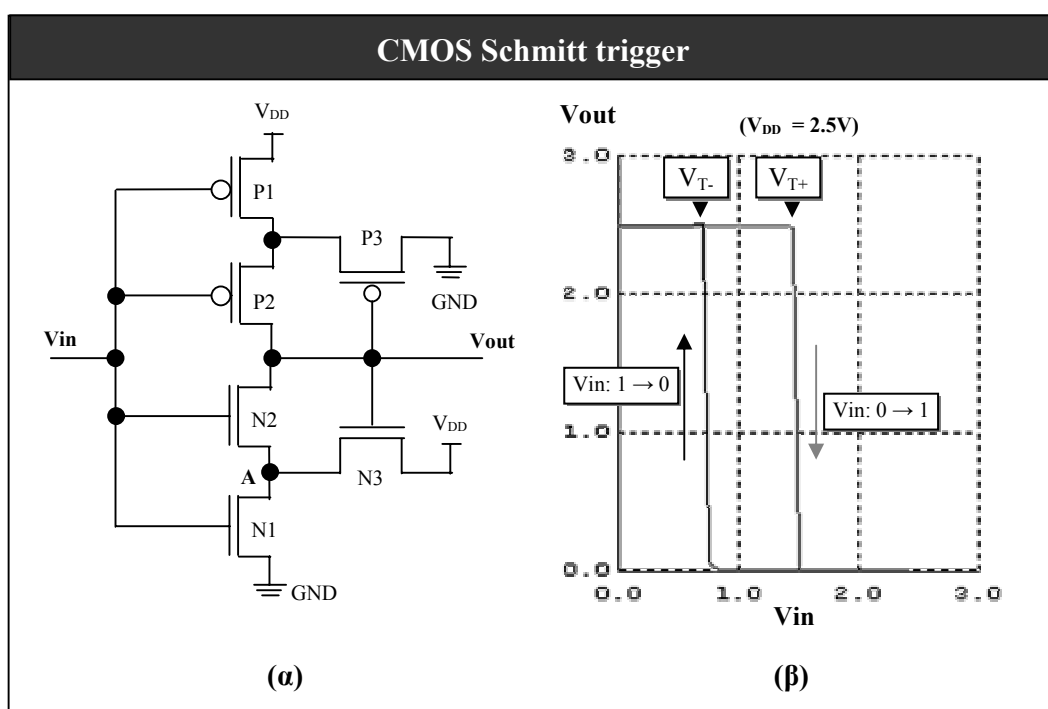 CMOS Schmitt trigger
V_DD
P1
P3
GND
P2
Vin
Vout
N2
V_DD
A
N3
N1
GND
(α)
Vout
(V_DD = 2.5V)
3.0
V_T-
V_T+
2.0
Vin: 1 → 0
Vin: 0 → 1
1.0
0.0
0.0 1.0 2.0 3.0
Vin
(β)